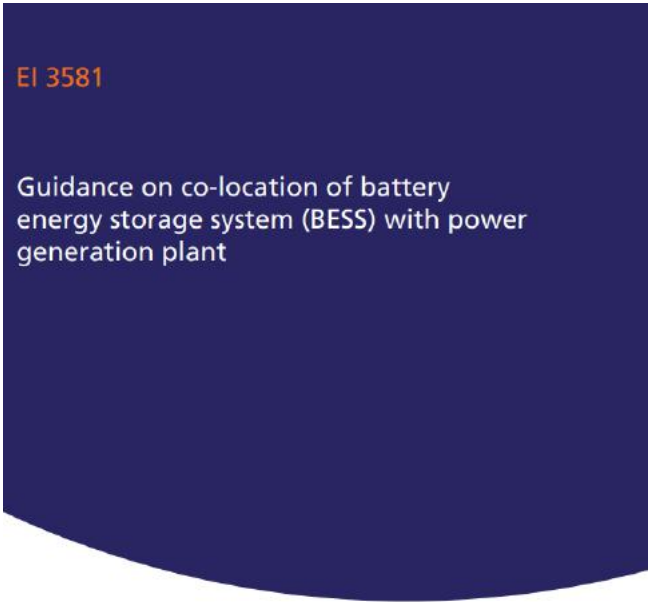 EI 3581
Guidance on co-location of battery
energy storage system (BESS) with power
generation plant